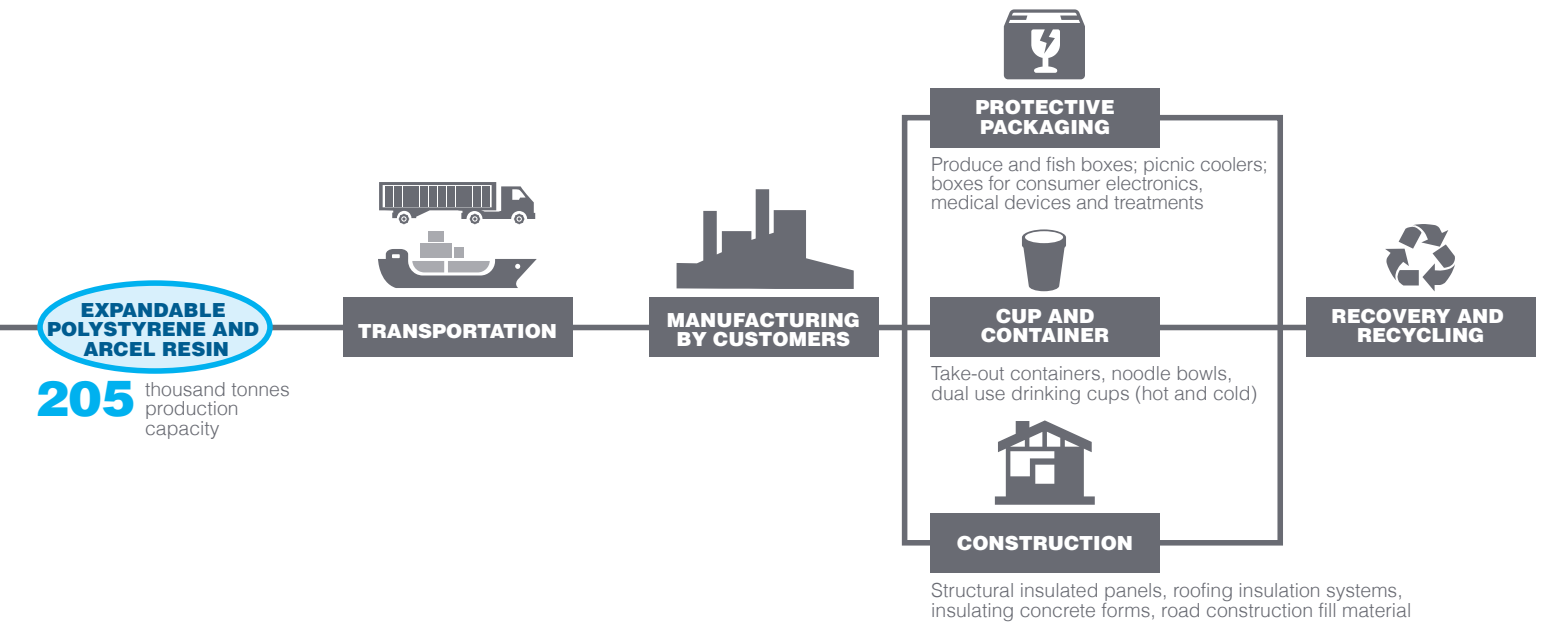 EXPANDABLE
POLYSTYRENE AND
ARCEL RESIN
205
thousand tonnes
production
capacity
TRANSPORTATION
MANUFACTURING
BY CUSTOMERS
PROTECTIVE
PACKAGING
Produce and fish boxes; picnic coolers;
boxes for consumer electronics,
medical devices and treatments
CUP AND
CONTAINER
Take-out containers, noodle bowls,
dual use drinking cups (hot and cold)
CONSTRUCTION
Structural insulated panels, roofing insulation systems,
insulating concrete forms, road construction fill material
RECOVERY AND
RECYCLING